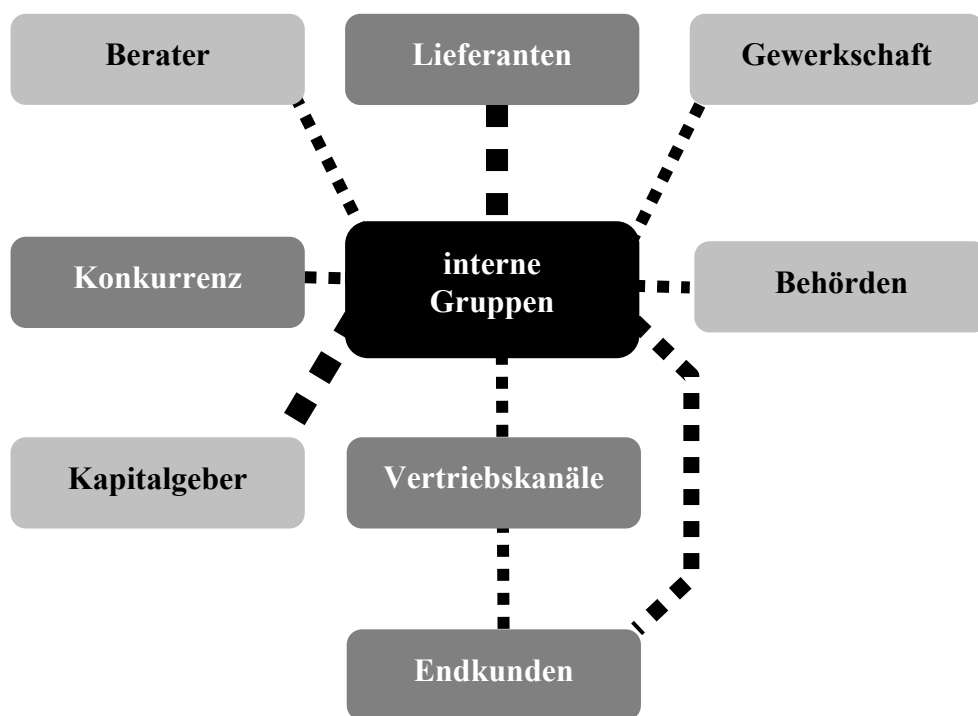 Berater
Lieferanten
Gewerkschaft
Konkurrenz
interne
Gruppen
Behörden
Kapitalgeber
Vertriebskanäle
Endkunden